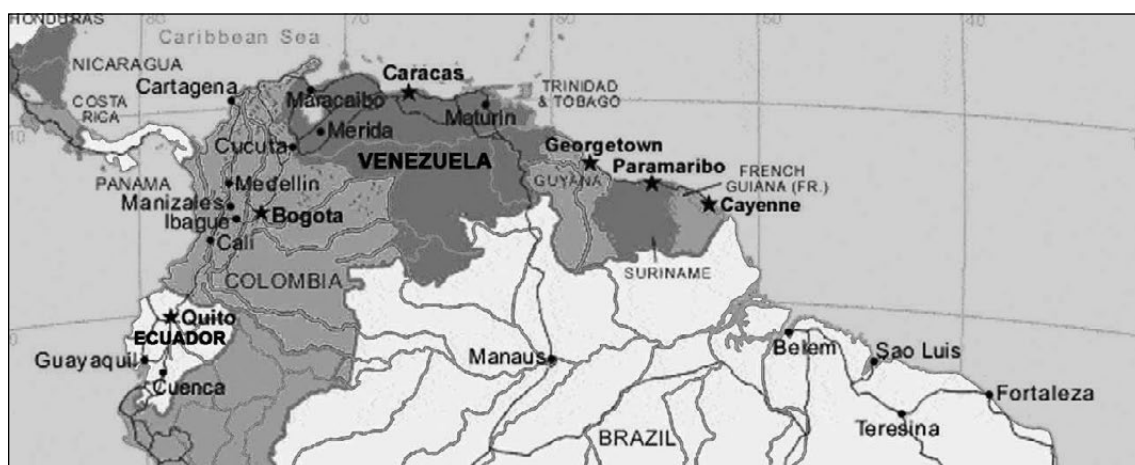 HONDURAS
80
70
60
50
40
Caribbean Sea
NICARAGUA
Caracas
TRINIDAD
& TOBAGO
Cartagena
Maracaibo
COSTA
RICA
Maturin
10
Merida
Cucuta
VENEZUELA
Georgetown
Paramaribo
FRENCH
GUIANA (FR.)
GUYANA
PANAMA
Medellin
Manizales
Ibague
Bogota
Cayenne
Cali
COLOMBIA
SURINAME
Quito
ECUADOR
0
Guayaquil
Manaus
Belem
Sao Luis
Cuenca
Fortaleza
Teresina
BRAZIL